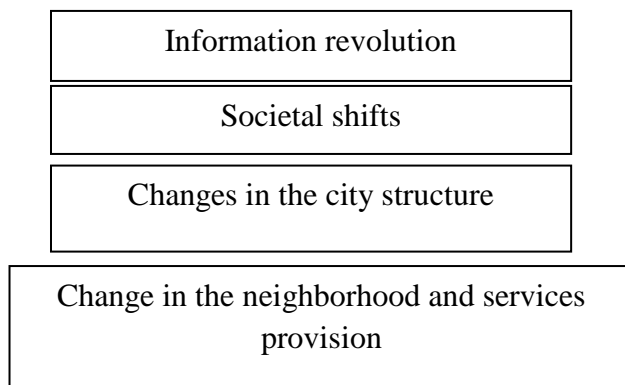 Information revolution
Societal shifts
Changes in the city structure
Change in the neighborhood and services
provision